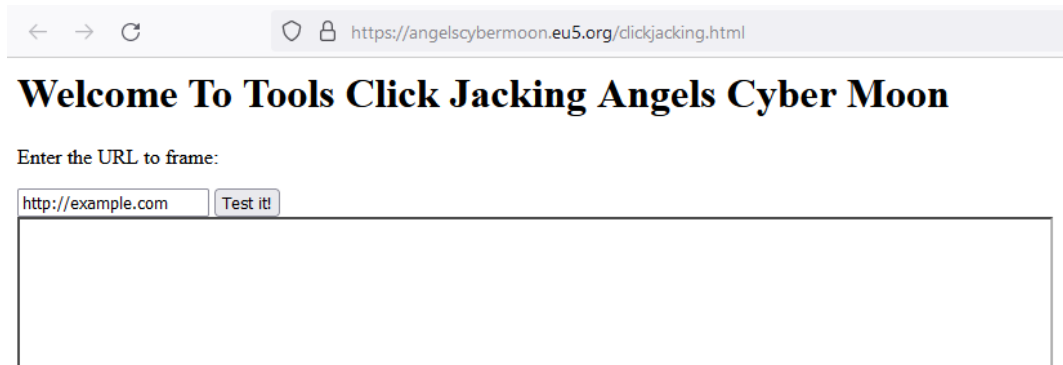 https://angelscybermoon.eu5.org/clickjacking.html
Welcome To Tools Click Jacking Angels Cyber Moon
Enter the URL to frame:
http://example.com Test it!